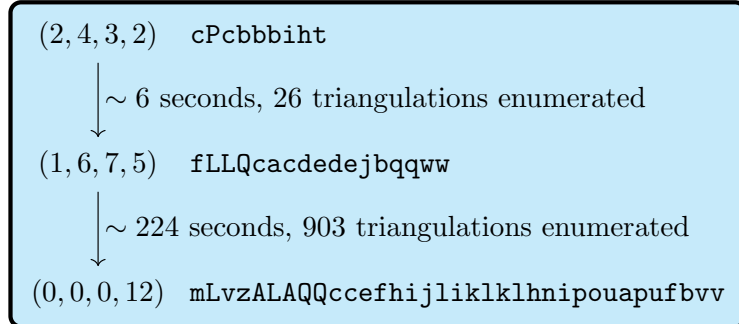 (2, 4, 3, 2) cPcbbbiht
∼ 6 seconds, 26 triangulations enumerated
(1, 6, 7, 5) fLLQcacdedejbqqww
∼ 224 seconds, 903 triangulations enumerated
(0, 0, 0, 12) mLvzALAQQccefhijliklklhnipouapufbvv